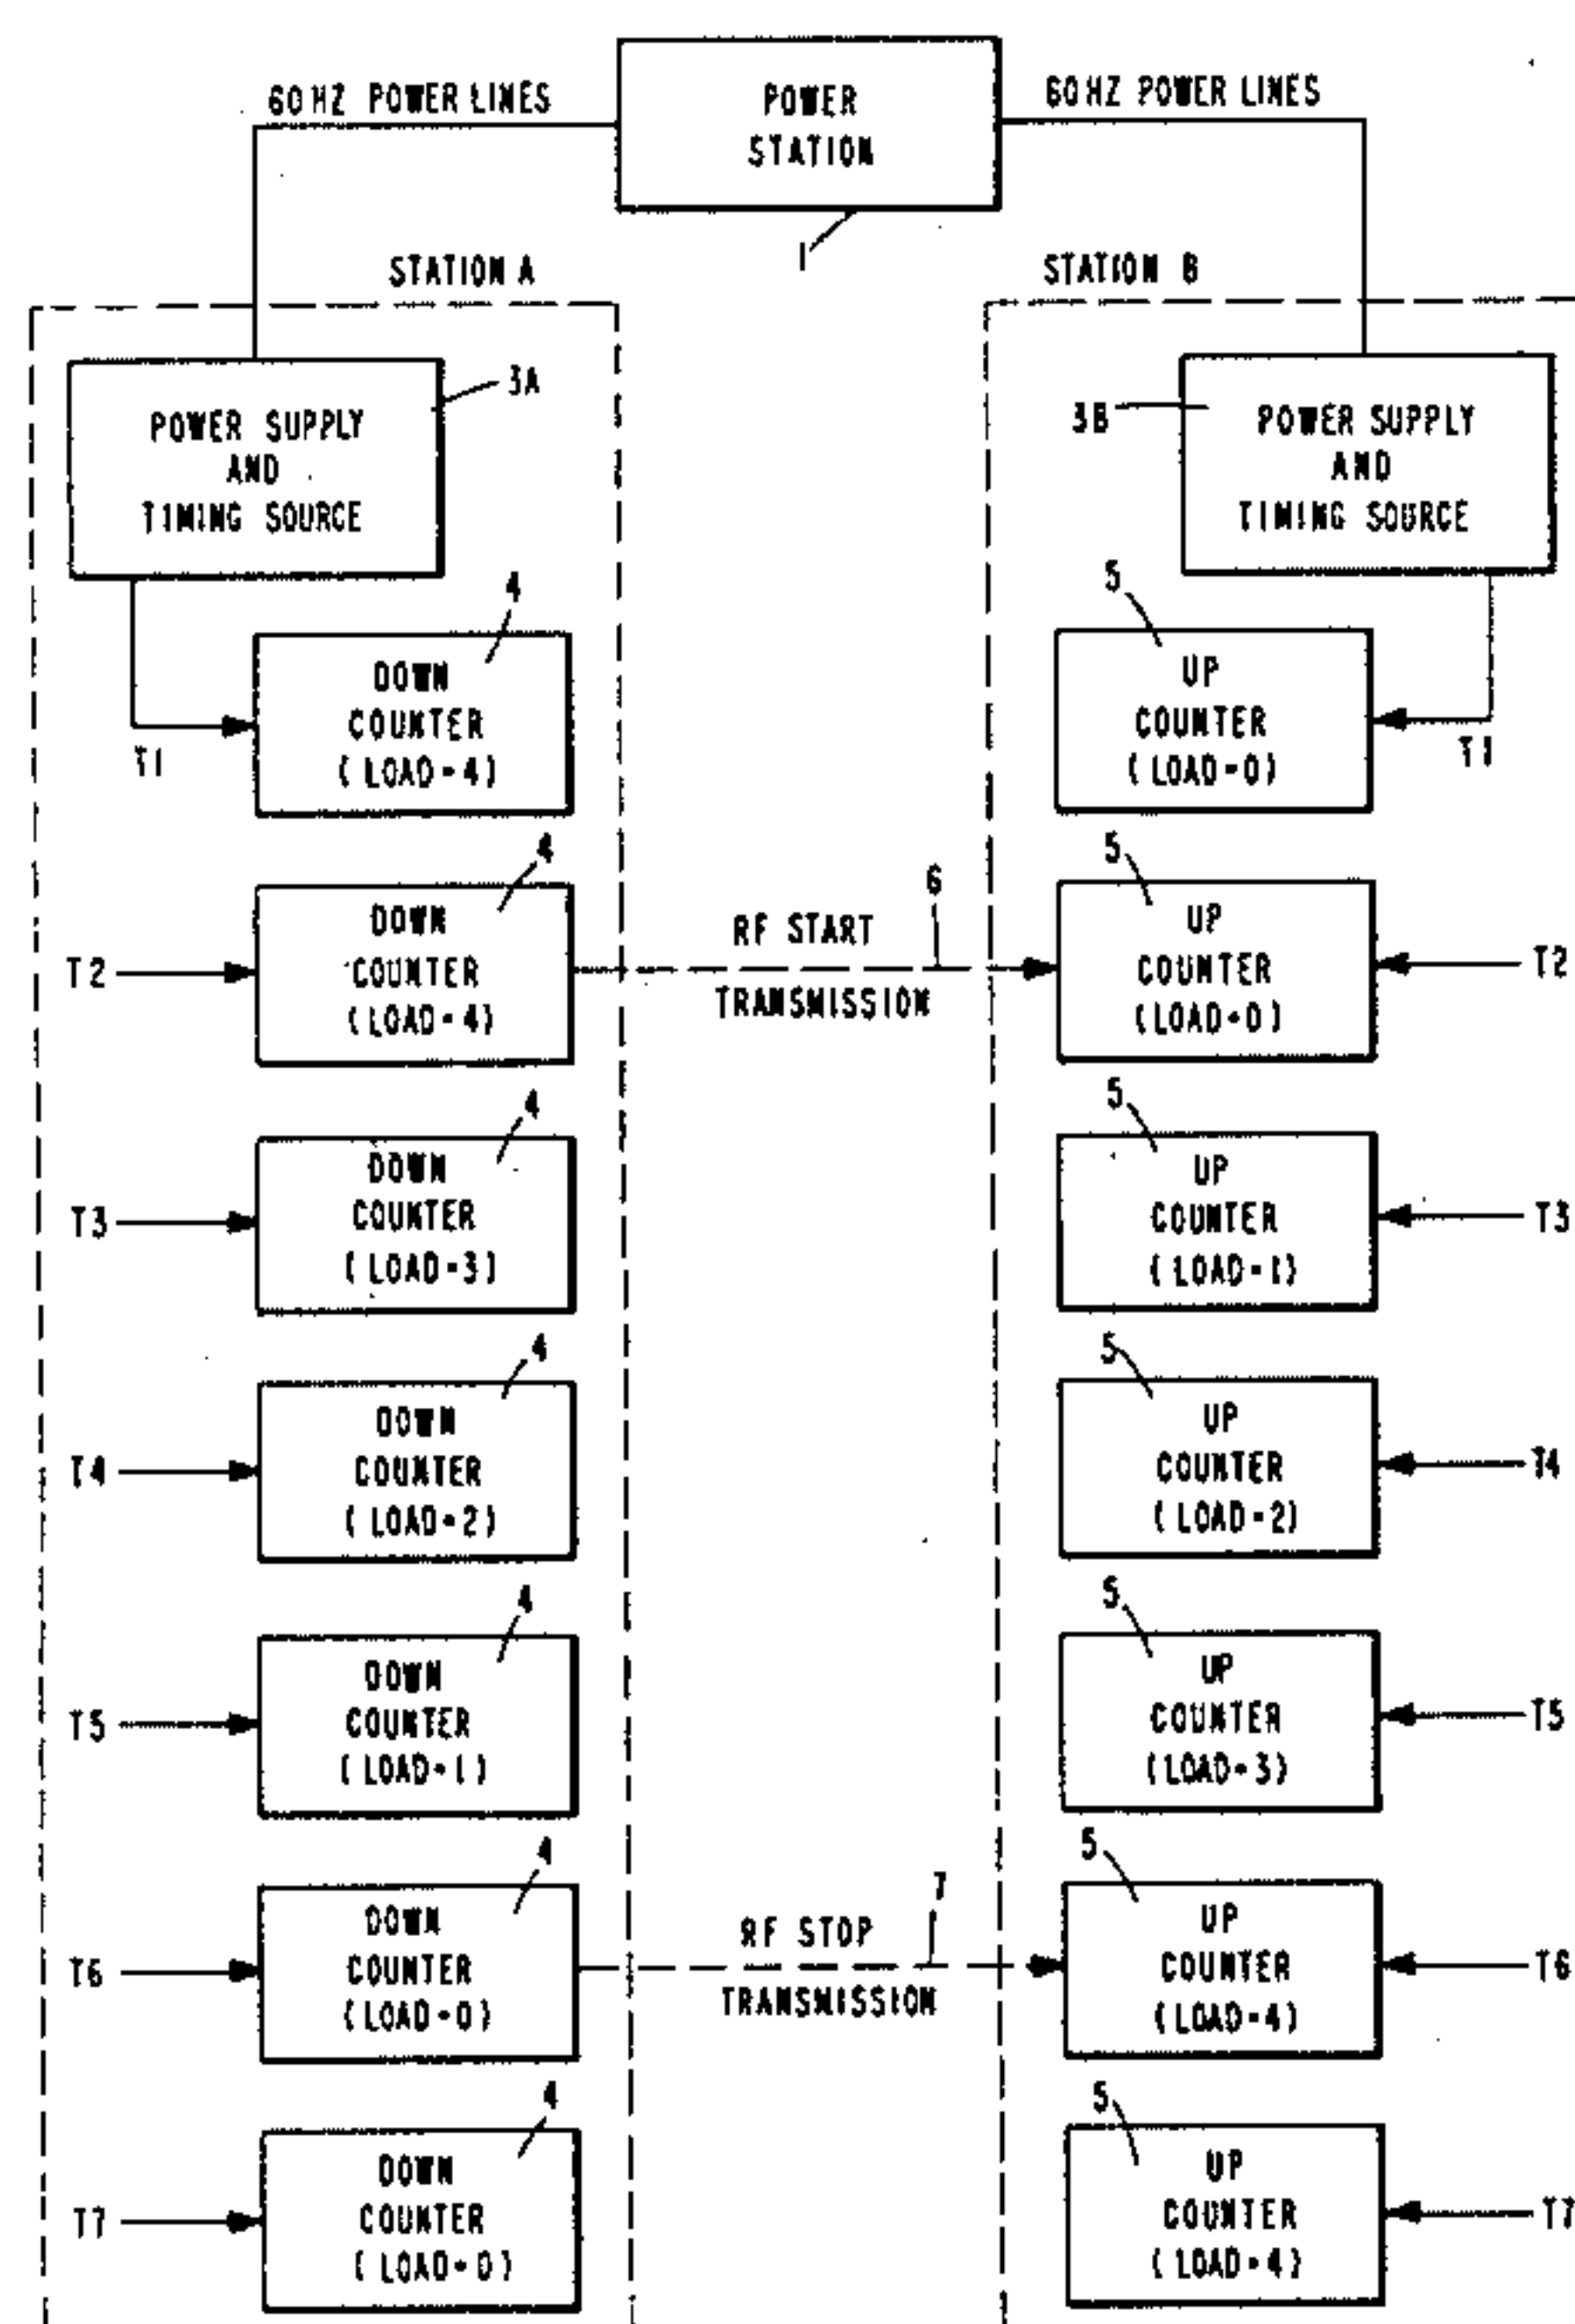 60 HZ POWER LINES
POWER
STATION
60 HZ POWER LINES
1
STATION A
STATION B
3A
POWER SUPPLY
AND
TIMING SOURCE
3B
POWER SUPPLY
AND
TIMING SOURCE
4
DOWN
COUNTER
(LOAD=4)
T1
5
UP
COUNTER
(LOAD=0)
T1
4
T2
DOWN
COUNTER
(LOAD=4)
RF START
TRANSMISSION
6
5
UP
COUNTER
(LOAD=0)
T2
4
T3
DOWN
COUNTER
(LOAD=3)
5
UP
COUNTER
(LOAD=1)
T3
4
T4
DOWN
COUNTER
(LOAD=2)
5
UP
COUNTER
(LOAD=2)
T4
4
T5
DOWN
COUNTER
(LOAD=1)
5
UP
COUNTER
(LOAD=3)
T5
4
T6
DOWN
COUNTER
(LOAD=0)
RF STOP
TRANSMISSION
7
5
UP
COUNTER
(LOAD=4)
T6
4
T7
DOWN
COUNTER
(LOAD=0)
5
UP
COUNTER
(LOAD=4)
T7